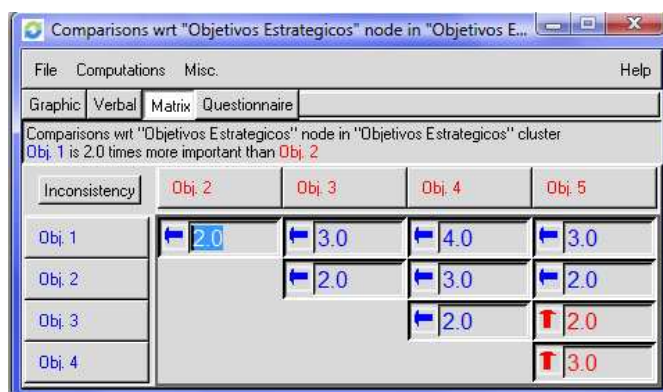 Comparisons wrt "Objetivos Estrategicos" node in "Objetivos E...
File Computations Misc. Help
Graphic Verbal Matrix Questionnaire
Comparisons wrt "Objetivos Estrategicos" node in "Objetivos Estrategicos" cluster
Obj. 1 is 2.0 times more important than Obj. 2
Inconsistency Obj. 2 Obj. 3 Obj. 4 Obj. 5
Obj. 1 2.0 3.0 4.0 3.0
Obj. 2 2.0 3.0 2.0
Obj. 3 2.0 2.0
Obj. 4 3.0